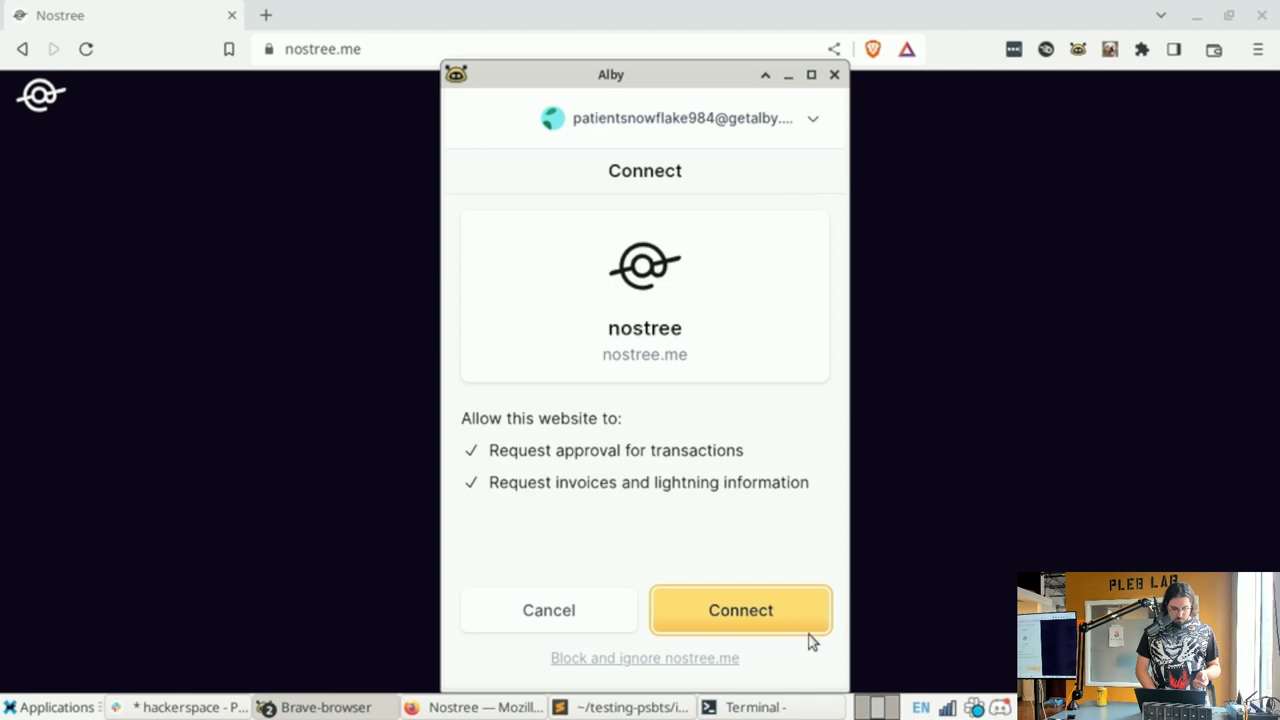 Nostree
nostree.me
Alby
patientsnowflake984@getalby....
Connect
nostree
nostree.me
Allow this website to:
Request approval for transactions
Request invoices and lightning information
Cancel
Connect
Block and ignore nostree.me
PLEB LAB
Applications
* hackerspace - P...
2
Brave-browser
Nostree — Mozill...
~/testing-psbts/i...
Terminal -
EN